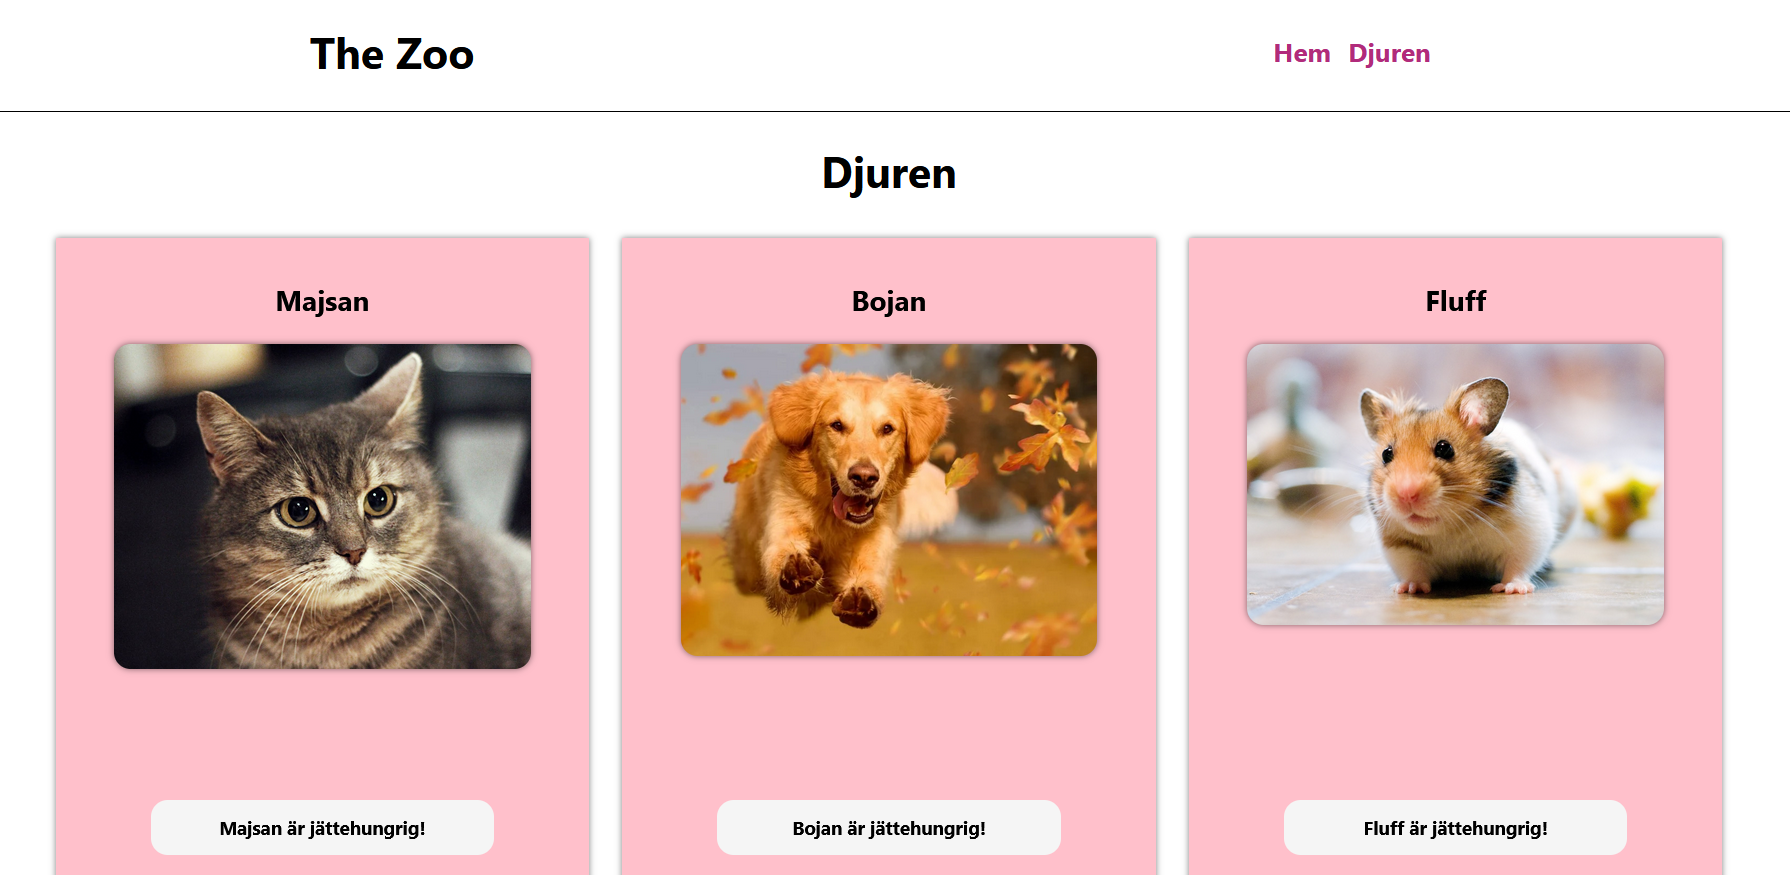 The Zoo
Hem Djuren
Djuren
Majsan
Bojan
Fluff
Majsan är jättehungrig!
Bojan är jättehungrig!
Fluff är jättehungrig!